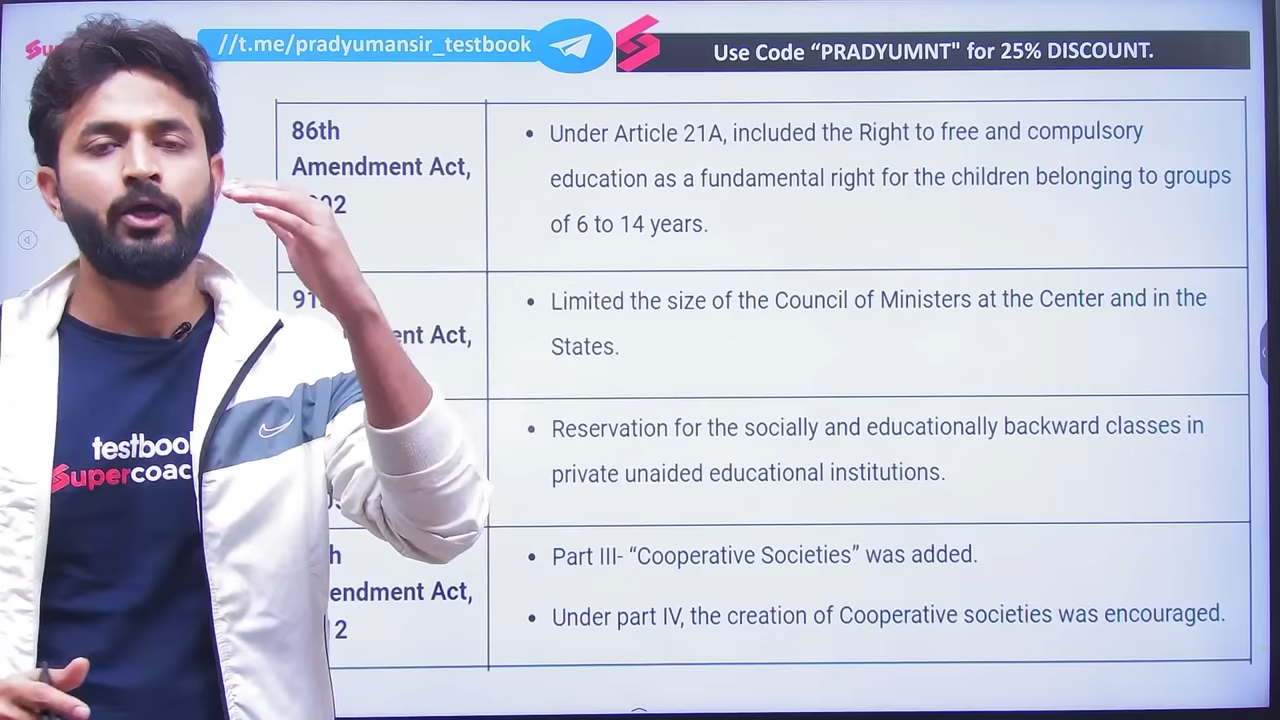 //t.me/pradyumansir_testbook
Use Code “PRADYUMNT" for 25% DISCOUNT.
86th
Amendment Act,
• Under Article 21A, included the Right to free and compulsory
education as a fundamental right for the children belonging to groups
of 6 to 14 years.
• Limited the size of the Council of Ministers at the Center and in the
States.
Act,
• Reservation for the socially and educationally backward classes in
private unaided educational institutions.
Act,
• Part III- “Cooperative Societies” was added.
• Under part IV, the creation of Cooperative societies was encouraged.
testbook
Supercoach